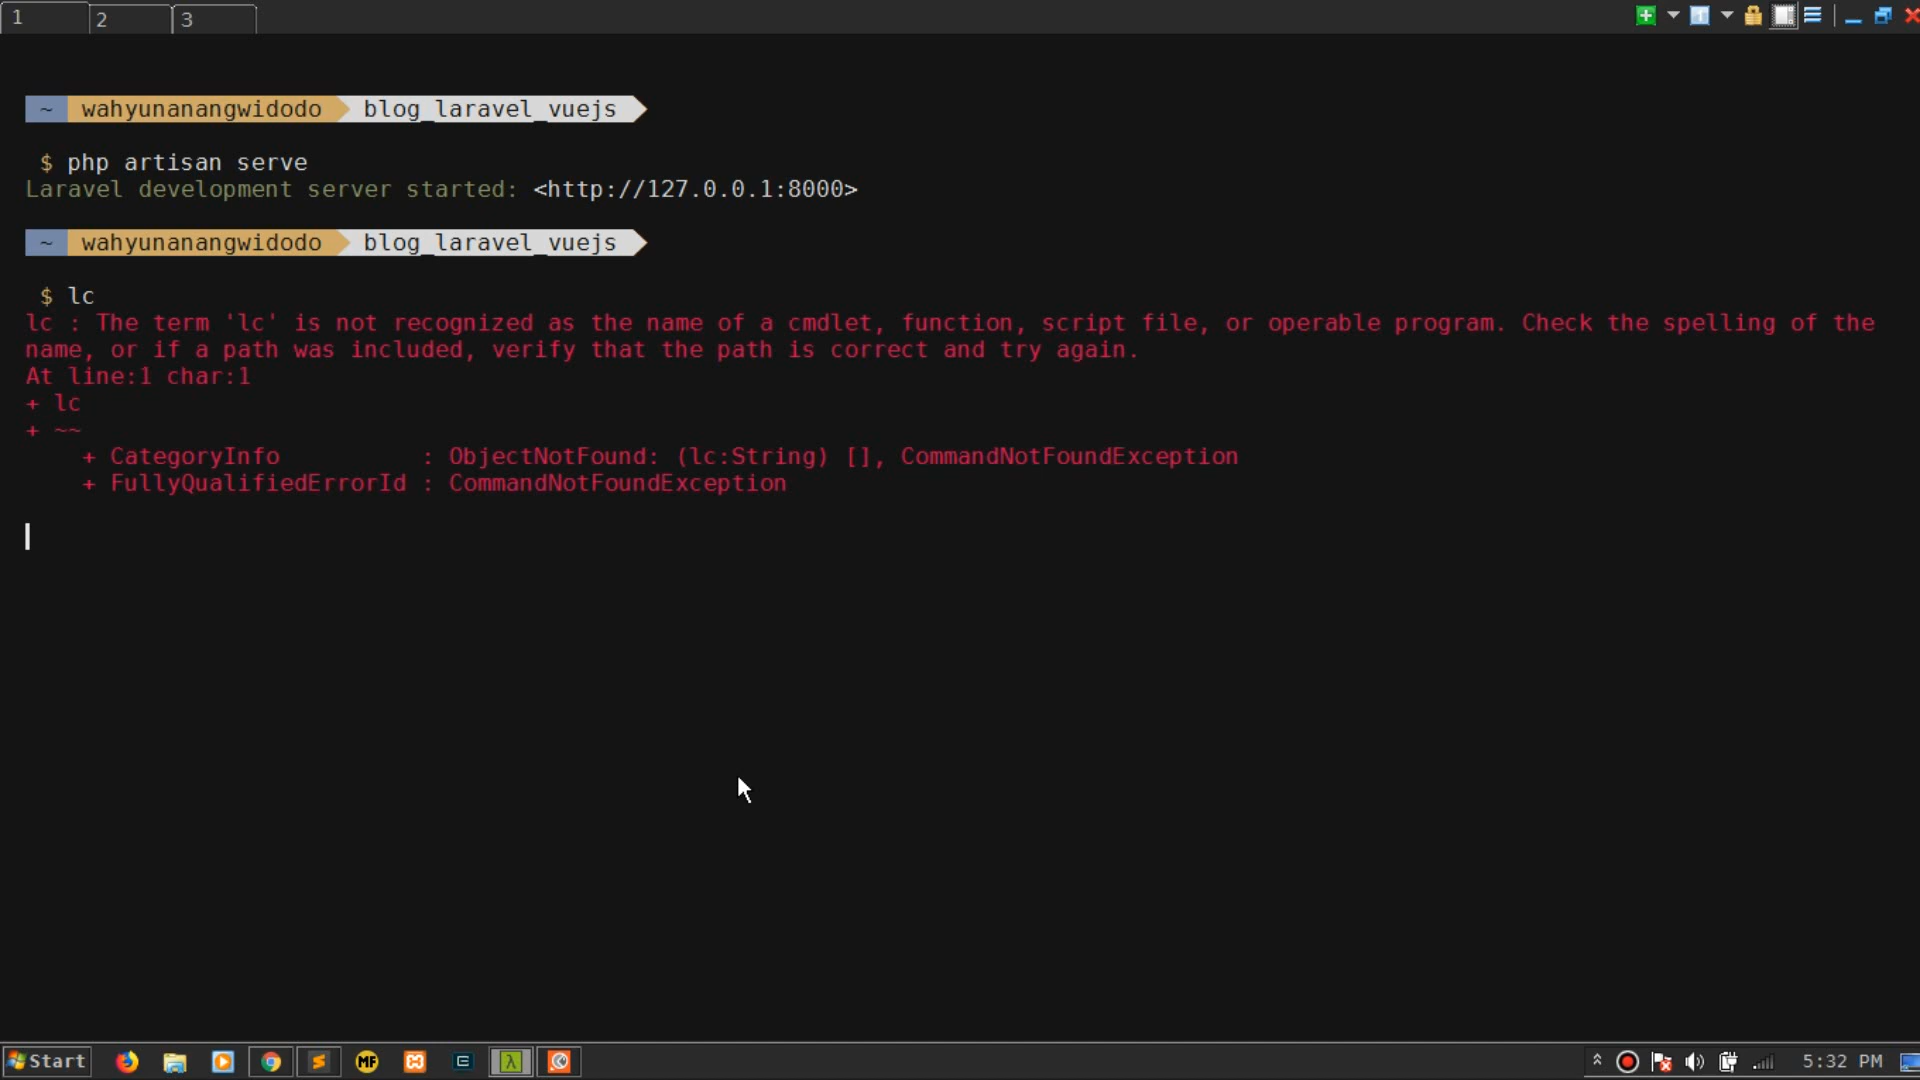 1
2
3
~ wahyunanangwidodo blog_laravel_vuejs
$ php artisan serve
Laravel development server started: <http://127.0.0.1:8000>
~ wahyunanangwidodo blog_laravel_vuejs
$ lc
lc : The term 'lc' is not recognized as the name of a cmdlet, function, script file, or operable program. Check the spelling of the
name, or if a path was included, verify that the path is correct and try again.
At line:1 char:1
+ lc
+ ~~
+ CategoryInfo : ObjectNotFound: (lc:String) [], CommandNotFoundException
+ FullyQualifiedErrorId : CommandNotFoundException
Start
MF
λ
5:32 PM